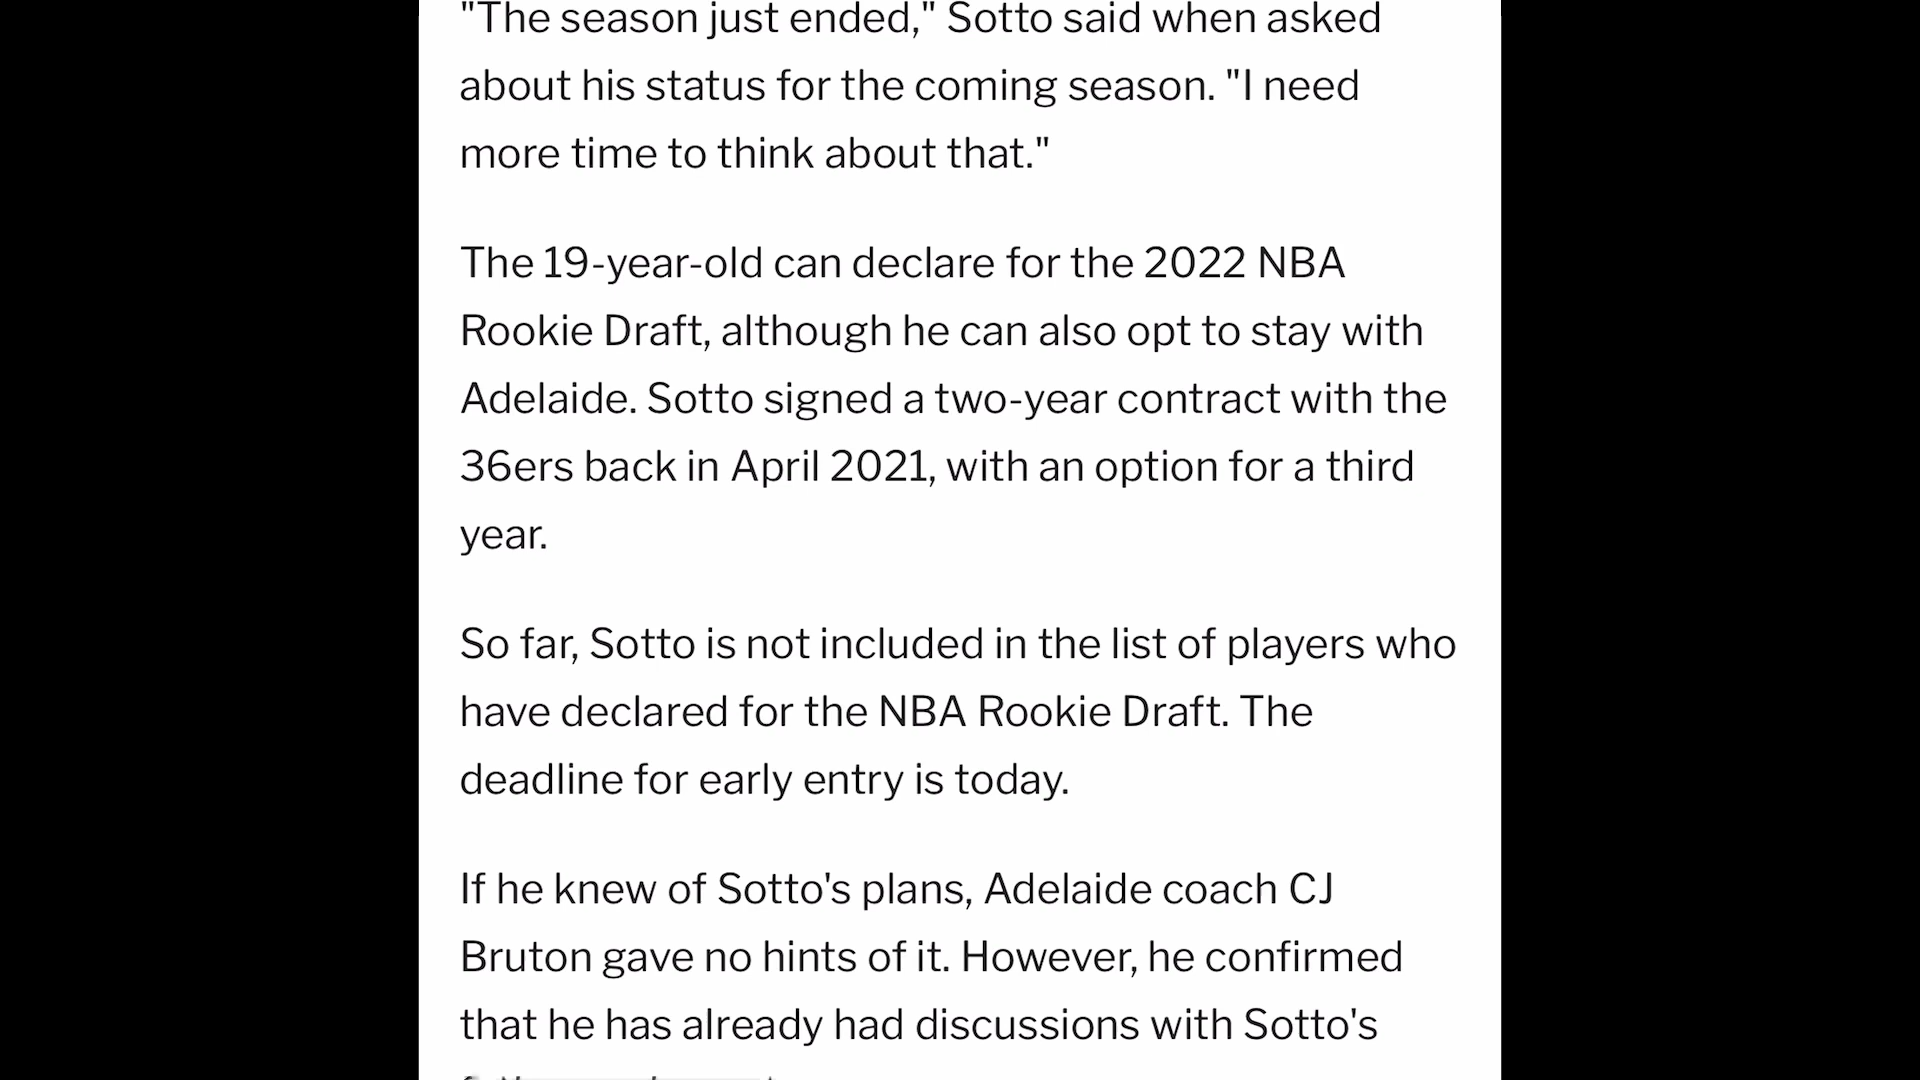 "The season just ended," Sotto said when asked
about his status for the coming season. "I need
more time to think about that."
The 19-year-old can declare for the 2022 NBA
Rookie Draft, although he can also opt to stay with
Adelaide. Sotto signed a two-year contract with the
36ers back in April 2021, with an option for a third
year.
So far, Sotto is not included in the list of players who
have declared for the NBA Rookie Draft. The
deadline for early entry is today.
If he knew of Sotto's plans, Adelaide coach CJ
Bruton gave no hints of it. However, he confirmed
that he has already had discussions with Sotto's